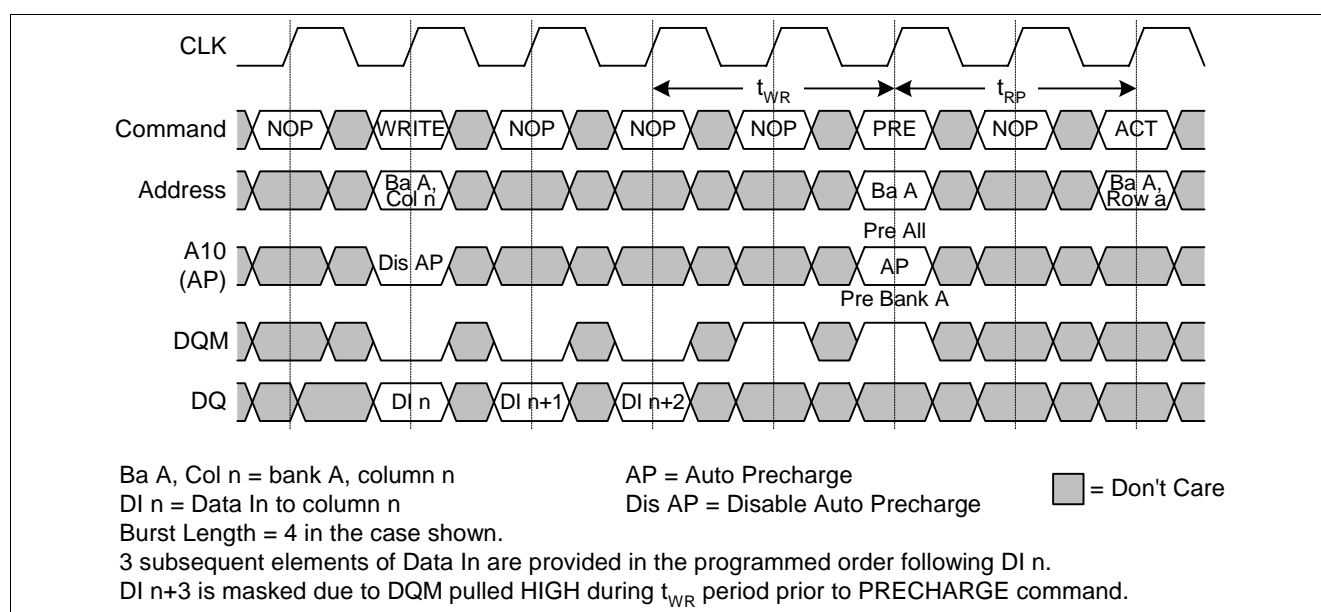 CLK
tWR tRP
Command NOP WRITE NOP NOP NOP PRE NOP ACT
Address Ba A, Col n Ba A Ba A, Row a
Pre All
A10 (AP) Dis AP AP
Pre Bank A
DQM
DQ DI n DI n+1 DI n+2
Ba A, Col n = bank A, column n
DI n = Data In to column n
Burst Length = 4 in the case shown.
3 subsequent elements of Data In are provided in the programmed order following DI n.
DI n+3 is masked due to DQM pulled HIGH during tWR period prior to PRECHARGE command.
AP = Auto Precharge
Dis AP = Disable Auto Precharge
= Don't Care